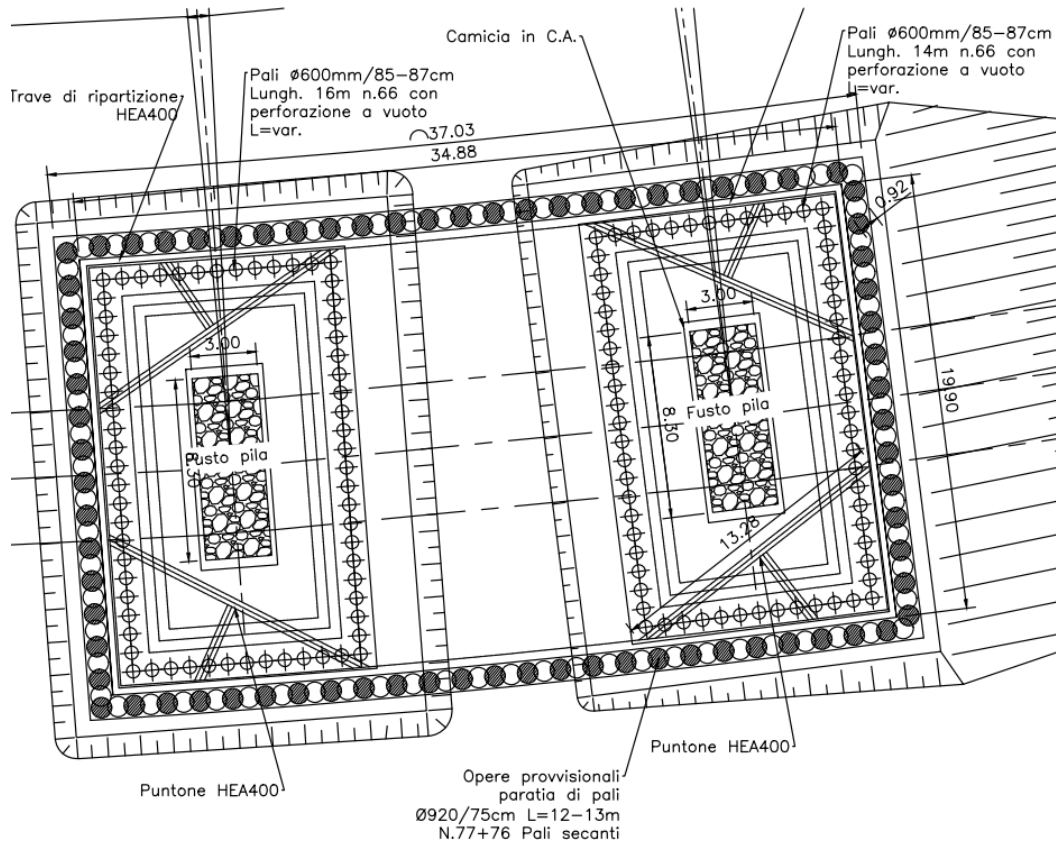 Camicia in C.A.
Pali Ø600mm/85-87cm
Lungh. 14m n.66 con
perforazione a vuoto
L=var.
Pali Ø600mm/85-87cm
Lungh. 16m n.66 con
perforazione a vuoto
L=var.
Trave di ripartizione
HEA400
37.03
34.88
0.92
3.00
3.00
8.30
Fusto pila
19.90
Fusto pila
8.30
13.28
Puntone HEA400
Puntone HEA400
Opere provvisionali
paratia di pali
Ø920/75cm L=12-13m
N.77+76 Pali secanti